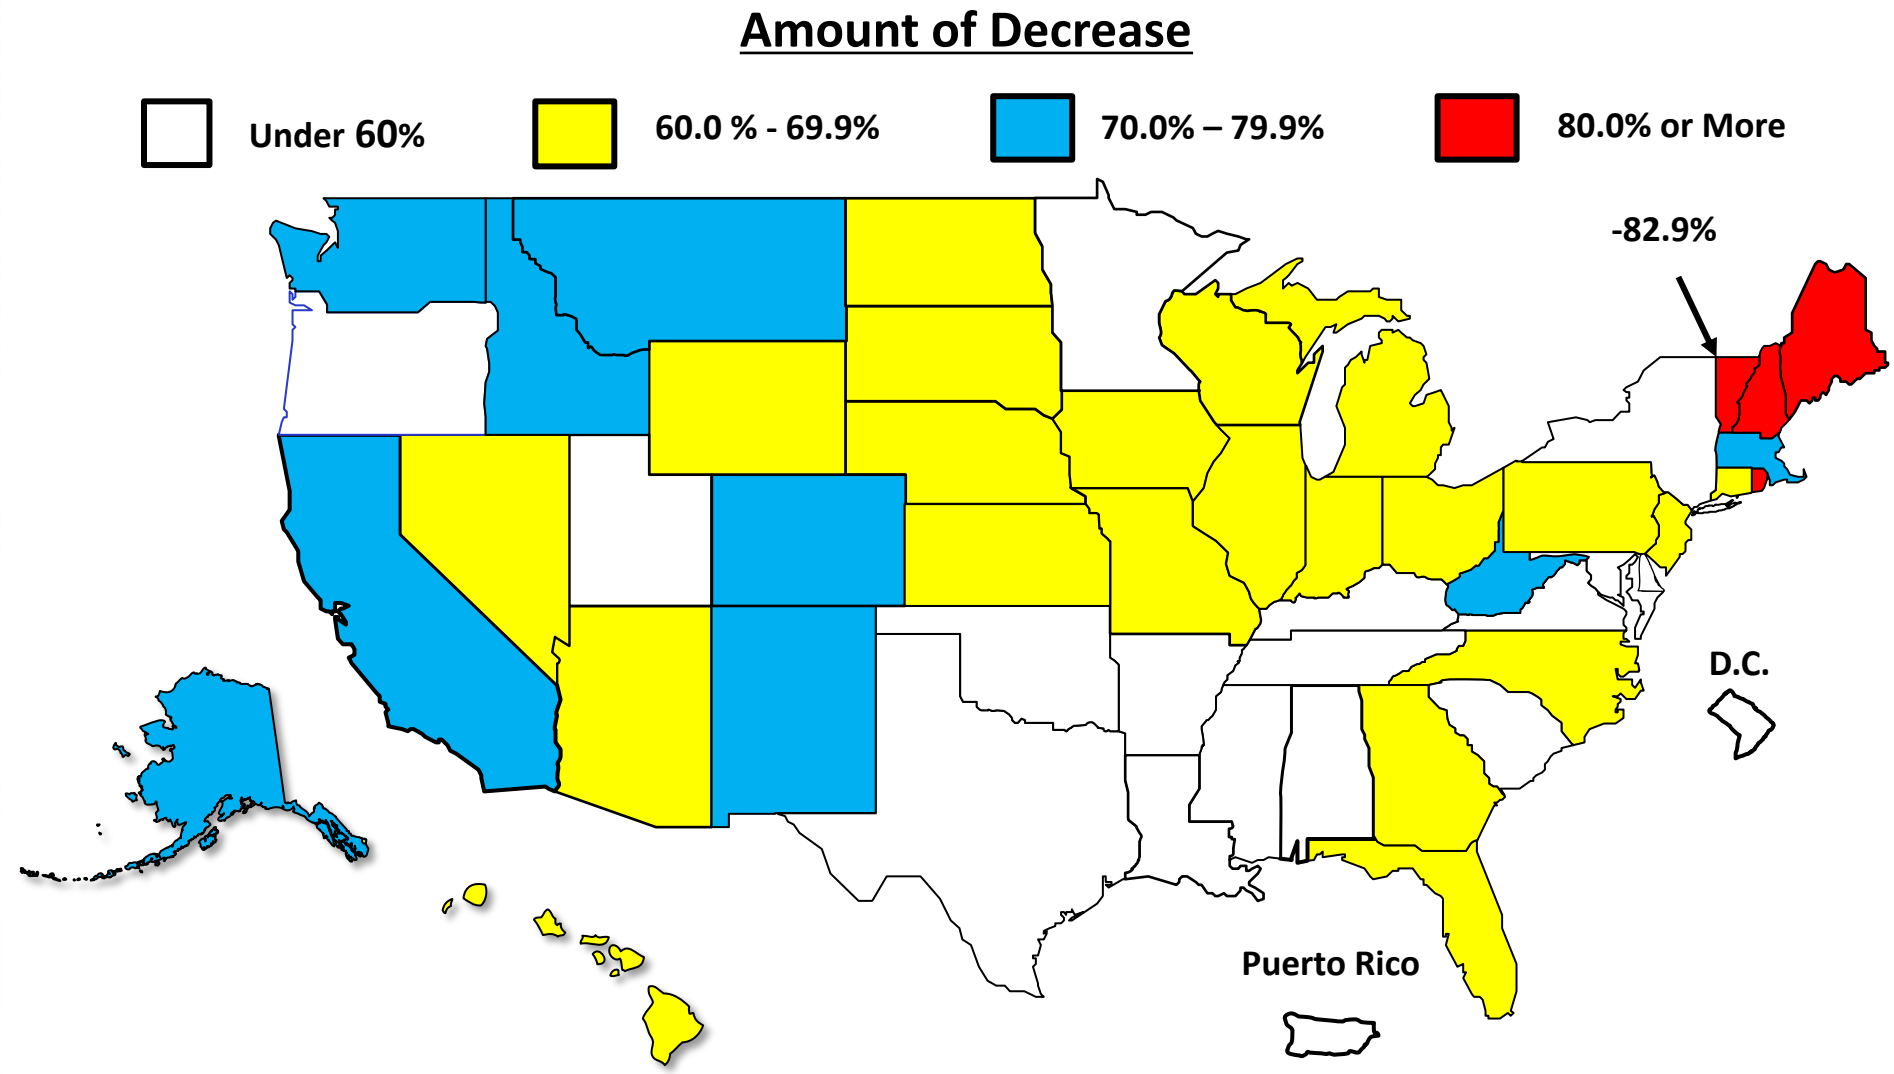 Amount of Decrease
Under 60%
60.0 % - 69.9%
70.0% – 79.9%
80.0% or More
-82.9%
D.C.
Puerto Rico